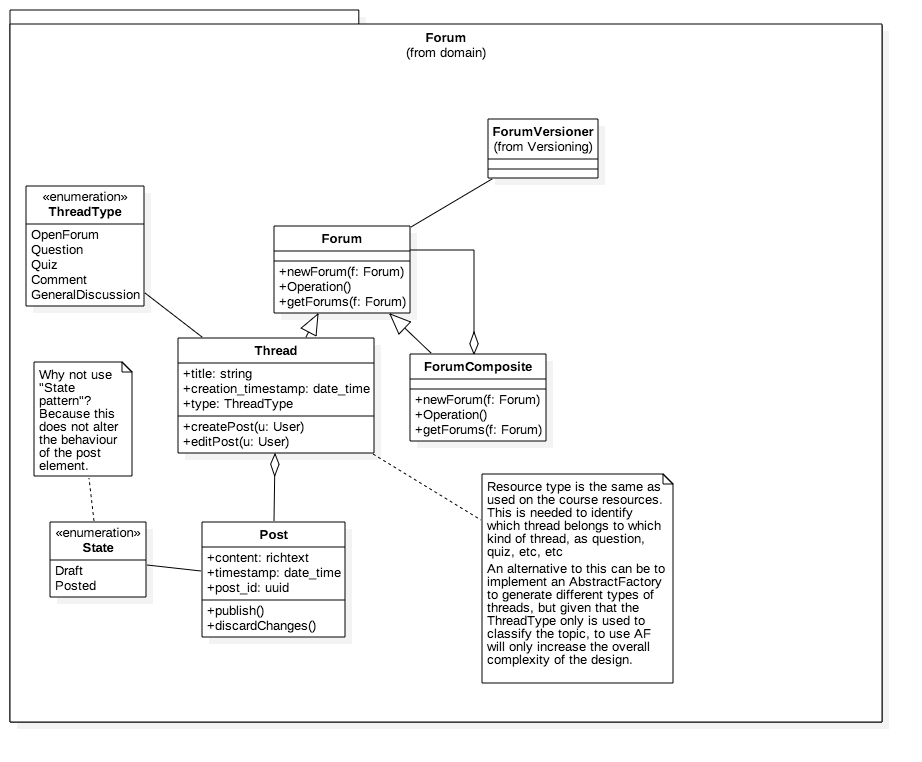 Forum
(from domain)
ForumVersioner
(from Versioning)
«enumeration»
ThreadType
OpenForum
Question
Quiz
Comment
GeneralDiscussion
Forum
+newForum(f: Forum)
+Operation()
+getForums(f: Forum)
Thread
+title: string
+creation_timestamp: date_time
+type: ThreadType
+createPost(u: User)
+editPost(u: User)
ForumComposite
+newForum(f: Forum)
+Operation()
+getForums(f: Forum)
Why not use
"State
pattern"?
Because this
does not alter
the behaviour
of the post
element.
Resource type is the same as
used on the course resources.
This is needed to identify
which thread belongs to which
kind of thread, as question,
quiz, etc, etc
An alternative to this can be to
implement an AbstractFactory
to generate different types of
threads, but given that the
ThreadType only is used to
classify the topic, to use AF
will only increase the overall
complexity of the design.
«enumeration»
State
Draft
Posted
Post
+content: richtext
+timestamp: date_time
+post_id: uuid
+publish()
+discardChanges()